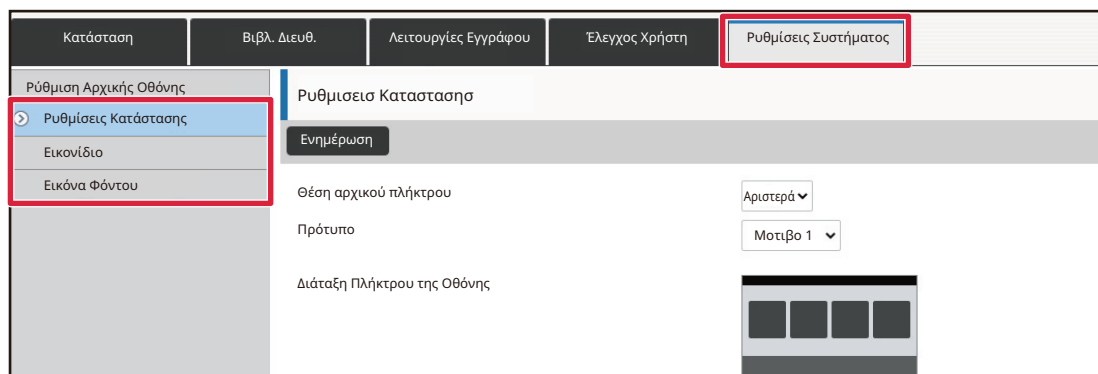 Κατάσταση Βιβλ. Διευθ. Λειτουργίες Εγγράφου Έλεγχος Χρήστη Ρυθμίσεις Συστήματος
Ρύθμιση Αρχικής Οθόνης
Ρυθμίσεις Κατάστασης
Εικονίδιο
Εικόνα Φόντου
Ρυθμισεισ Καταστασησ
Ενημέρωση
Θέση αρχικού πλήκτρου Αριστερά
Πρότυπο Μοτιβο 1
Διάταξη Πλήκτρου της Οθόνης